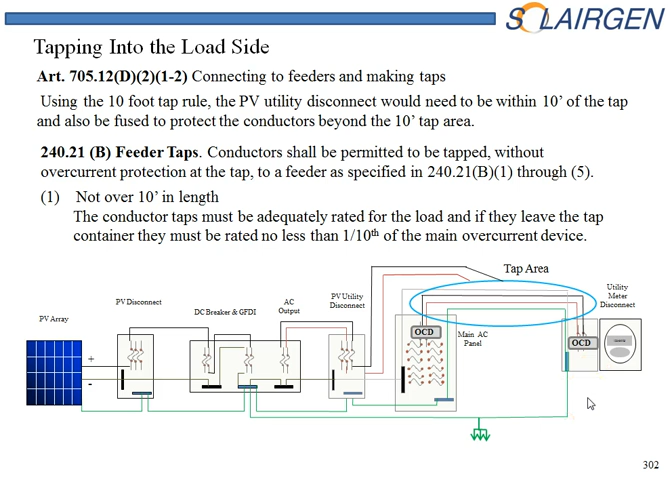 SOLAIRGEN
Tapping Into the Load Side
Art. 705.12(D)(2)(1-2) Connecting to feeders and making taps
Using the 10 foot tap rule, the PV utility disconnect would need to be within 10’ of the tap
and also be fused to protect the conductors beyond the 10’ tap area.
240.21 (B) Feeder Taps. Conductors shall be permitted to be tapped, without
overcurrent protection at the tap, to a feeder as specified in 240.21(B)(1) through (5).
(1) Not over 10’ in length
The conductor taps must be adequately rated for the load and if they leave the tap
container they must be rated no less than 1/10th of the main overcurrent device.
Tap Area
Utility
Meter
Disconnect
PV Utility
Disconnect
AC
Output
PV Disconnect
DC Breaker & GFDI
PV Array
OCD
Main AC
Panel
OCD
+
-
302